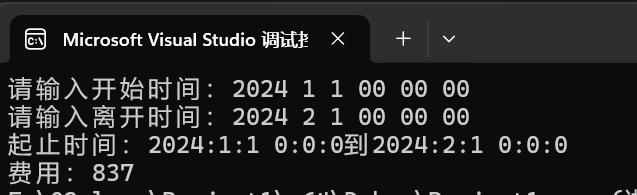 Microsoft Visual Studio 调试
请输入开始时间: 2024 1 1 00 00 00
请输入离开时间: 2024 2 1 00 00 00
起止时间: 2024:1:1 0:0:0到2024:2:1 0:0:0
费用: 837